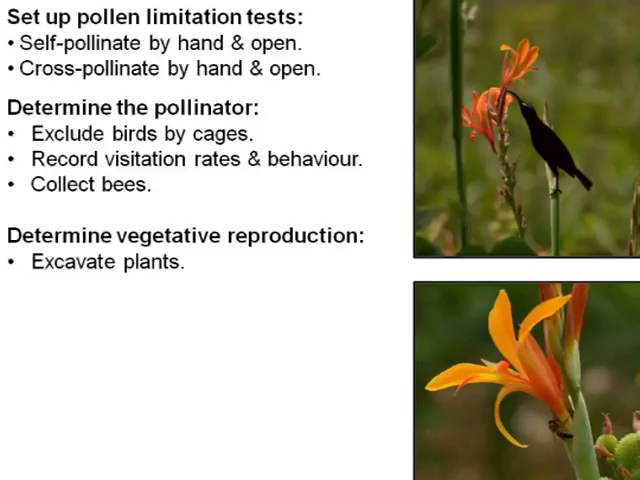 Set up pollen limitation tests:
• Self-pollinate by hand & open.
• Cross-pollinate by hand & open.
Determine the pollinator:
• Exclude birds by cages.
• Record visitation rates & behaviour.
• Collect bees.
Determine vegetative reproduction:
• Excavate plants.